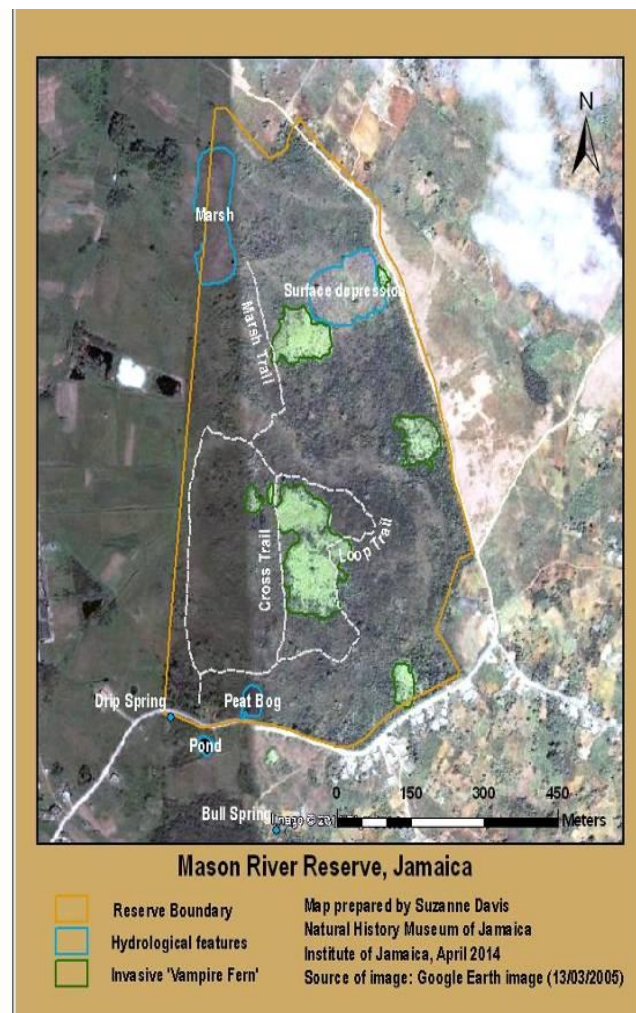 N
Marsh
Surface depression
Marsh Trail
Loop Trail
Cross Trail
Drip Spring
Peat Bog
Pond
Bull Spring
0 150 300 450
Meters
Mason River Reserve, Jamaica
Reserve Boundary
Hydrological features
Invasive 'Vampire Fern'
Map prepared by Suzanne Davis
Natural History Museum of Jamaica
Institute of Jamaica, April 2014
Source of image: Google Earth image (13/03/2005)